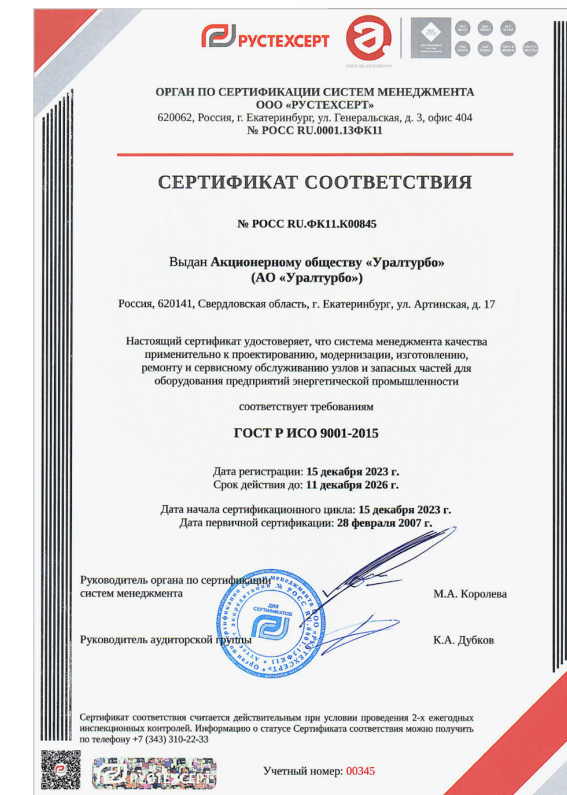 РУСТЕХСЕРТ
ОРГАН ПО СЕРТИФИКАЦИИ СИСТЕМ МЕНЕДЖМЕНТА
ООО «РУСТЕХСЕРТ»
620062, Россия, г. Екатеринбург, ул. Генеральская, д. 3, офис 404
№ РОСС RU.0001.13ФК11
СЕРТИФИКАТ СООТВЕТСТВИЯ
№ РОСС RU.ФК11.К00845
Выдан Акционерному обществу «Уралтурбо»
(АО «Уралтурбо»)
Россия, 620141, Свердловская область, г. Екатеринбург, ул. Артинская, д. 17
Настоящий сертификат удостоверяет, что система менеджмента качества
применительно к проектированию, модернизации, изготовлению,
ремонту и сервисному обслуживанию узлов и запасных частей для
оборудования предприятий энергетической промышленности
соответствует требованиям
ГОСТ Р ИСО 9001-2015
Дата регистрации: 15 декабря 2023 г.
Срок действия до: 11 декабря 2026 г.
Дата начала сертификационного цикла: 15 декабря 2023 г.
Дата первичной сертификации: 28 февраля 2007 г.
Руководитель органа по сертификации
систем менеджмента
М.А. Королева
ДЛЯ
СЕРТИФИКАТОВ
Руководитель аудиторской группы
К.А. Дубков
Сертификат соответствия считается действительным при условии проведения 2-х ежегодных
инспекционных контролей. Информацию о статусе Сертификата соответствия можно получить
по телефону +7 (343) 310-22-33
РУСТЕХСЕРТ
Учетный номер: 00345